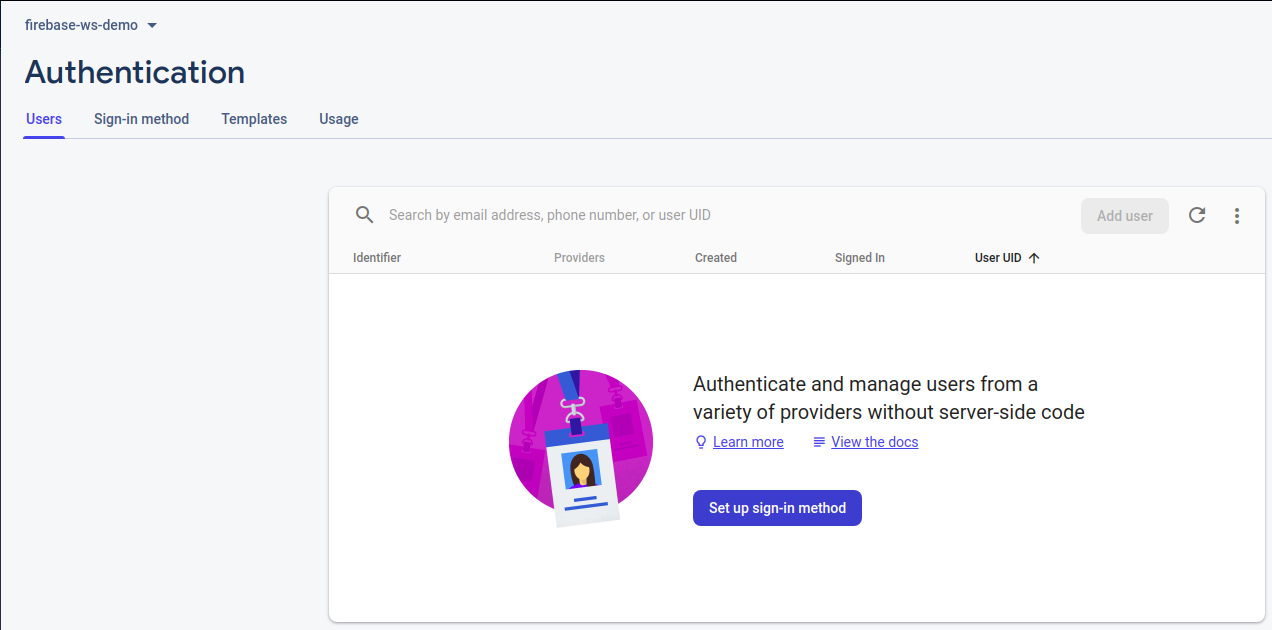 firebase-ws-demo
Authentication
Users Sign-in method Templates Usage
Search by email address, phone number, or user UID Add user
Identifier Providers Created Signed In User UID
Authenticate and manage users from a
variety of providers without server-side code
Learn more View the docs
Set up sign-in method